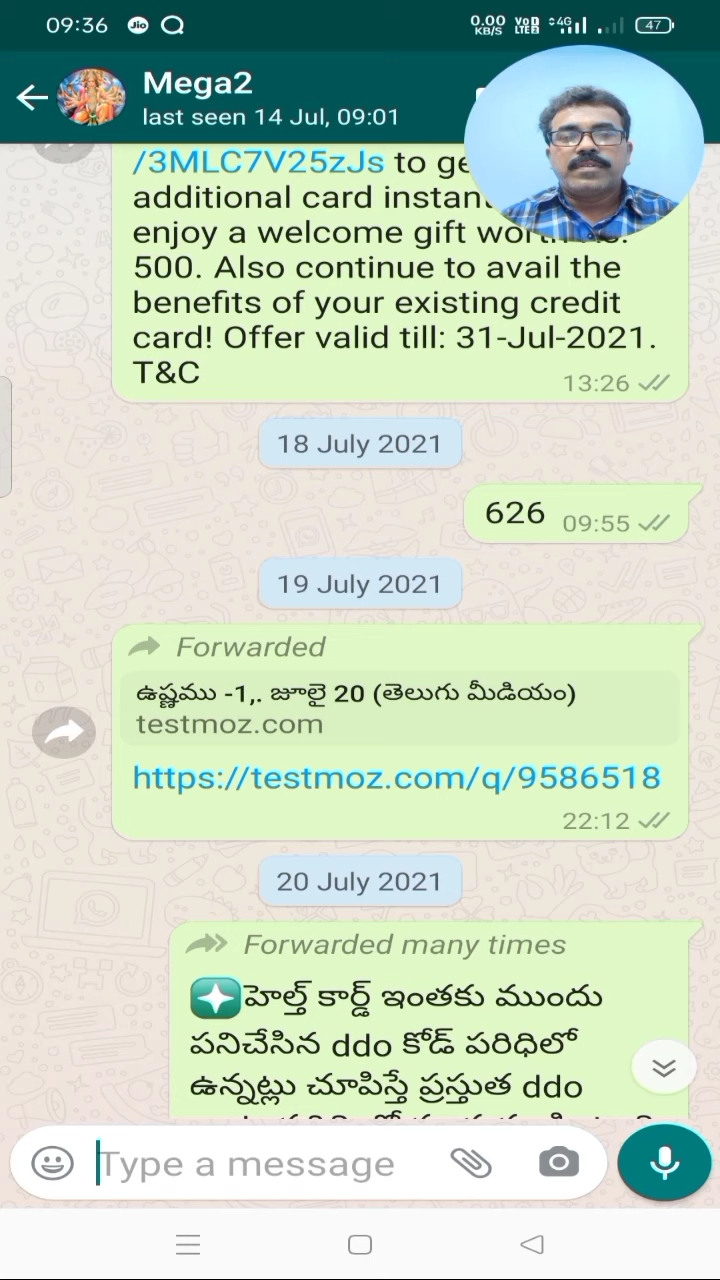 09:36 Jio 0.00 KB/S VoD LTE2 4G 47
Mega2
last seen 14 Jul, 09:01
/3MLC7V25zJs to ge
additional card instan
enjoy a welcome gift
500. Also continue to avail the
benefits of your existing credit
card! Offer valid till: 31-Jul-2021.
T&C
13:26
18 July 2021
626 09:55
19 July 2021
Forwarded
ఉష్ణము -1,. జూలై 20 (తెలుగు మీడియం)
testmoz.com
https://testmoz.com/q/9586518
22:12
20 July 2021
Forwarded many times
హెల్త్ కార్డ్ ఇంతకు ముందు
పనిచేసిన ddo కోడ్ పరిధిలో
ఉన్నట్లు చూపిస్తే ప్రస్తుత ddo
Type a message